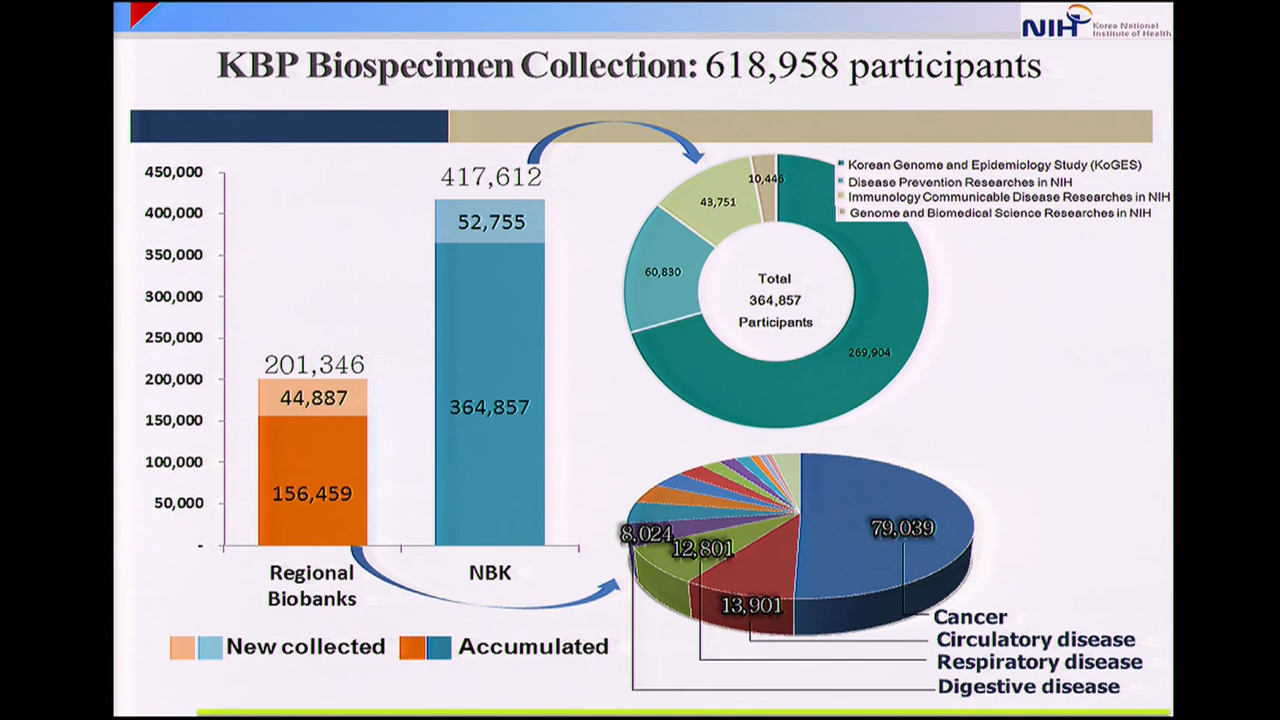 NIH Korea National
Institute of Health
KBP Biospecimen Collection: 618,958 participants
450,000
400,000
350,000
300,000
250,000
200,000
150,000
100,000
50,000
-
417,612
52,755
364,857
201,346
44,887
156,459
Regional
Biobanks
NBK
New collected
Accumulated
Korean Genome and Epidemiology Study (KoGES)
Disease Prevention Researches in NIH
Immunology Communicable Disease Researches in NIH
Genome and Biomedical Science Researches in NIH
10,446
43,751
60,830
269,904
Total
364,857
Participants
79,039
8,024
12,801
13,901
Cancer
Circulatory disease
Respiratory disease
Digestive disease